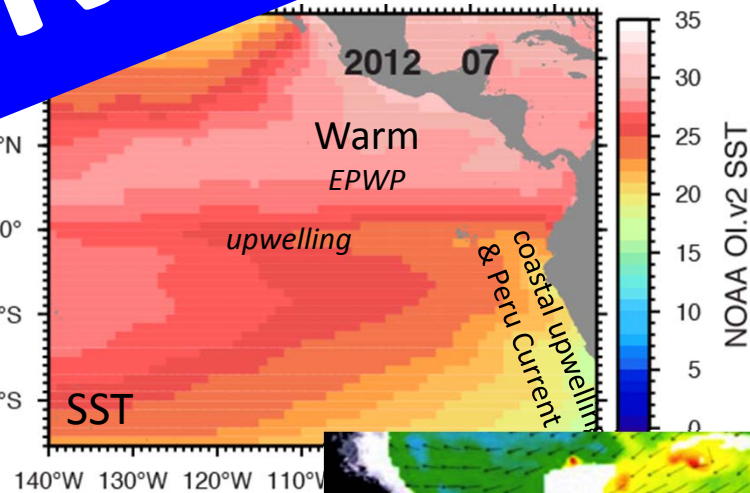 2012 07
Warm
EPWP
upwelling
coastal upwelling
& Peru Current
SST
°N
0°
°S
°S
140°W 130°W 120°W 110°W
35
30
25
20
15
10
5
0
NOAA OI.v2 SST